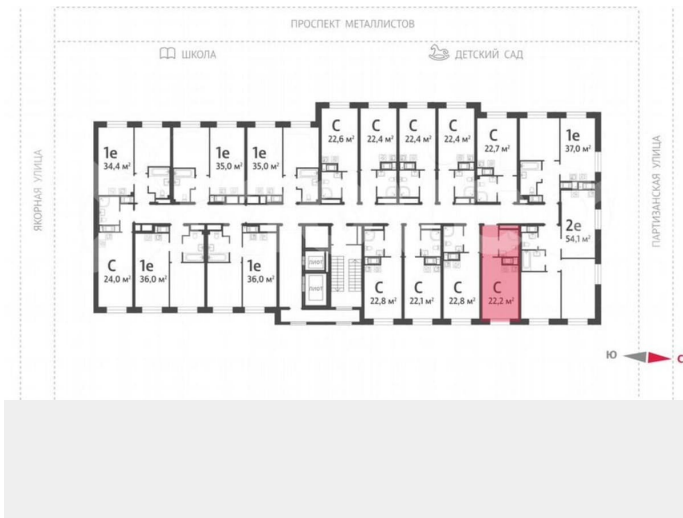 ПРОСПЕКТ МЕТАЛЛИСТОВ
ШКОЛА
ДЕТСКИЙ САД
ЯКОРНАЯ УЛИЦА
ПАРТИЗАНСКАЯ УЛИЦА
С
22,6 м²
С
22,4 м²
С
22,4 м²
С
22,4 м²
С
22,7 м²
1е
37,0 м²
1е
34,4 м²
1е
35,0 м²
1е
35,0 м²
2е
54,1 м²
С
24,0 м²
1е
36,0 м²
1е
36,0 м²
ЛИФТ
ЛИФТ
С
22,8 м²
С
22,1 м²
С
22,8 м²
С
22,2 м²
Ю
С